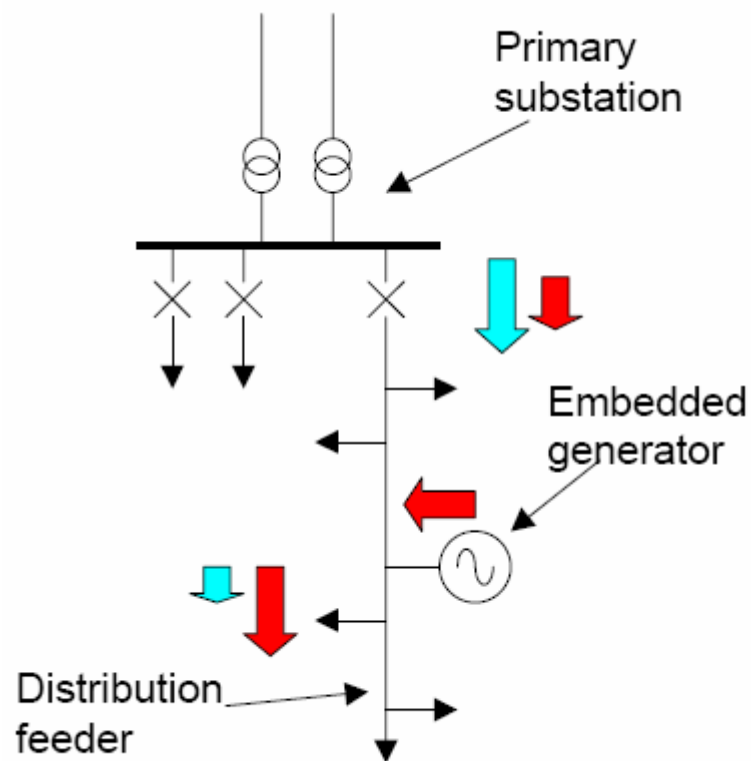 Primary
substation
Embedded
generator
Distribution
feeder